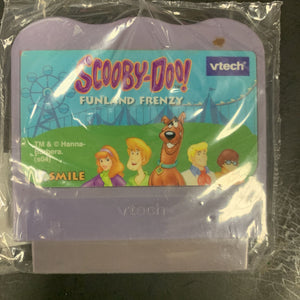 SCOOBY-DOO!
vtech
FUNLAND FRENZY
TM & © Hanna-
Barbera.
(s04)
SMILE
vtech